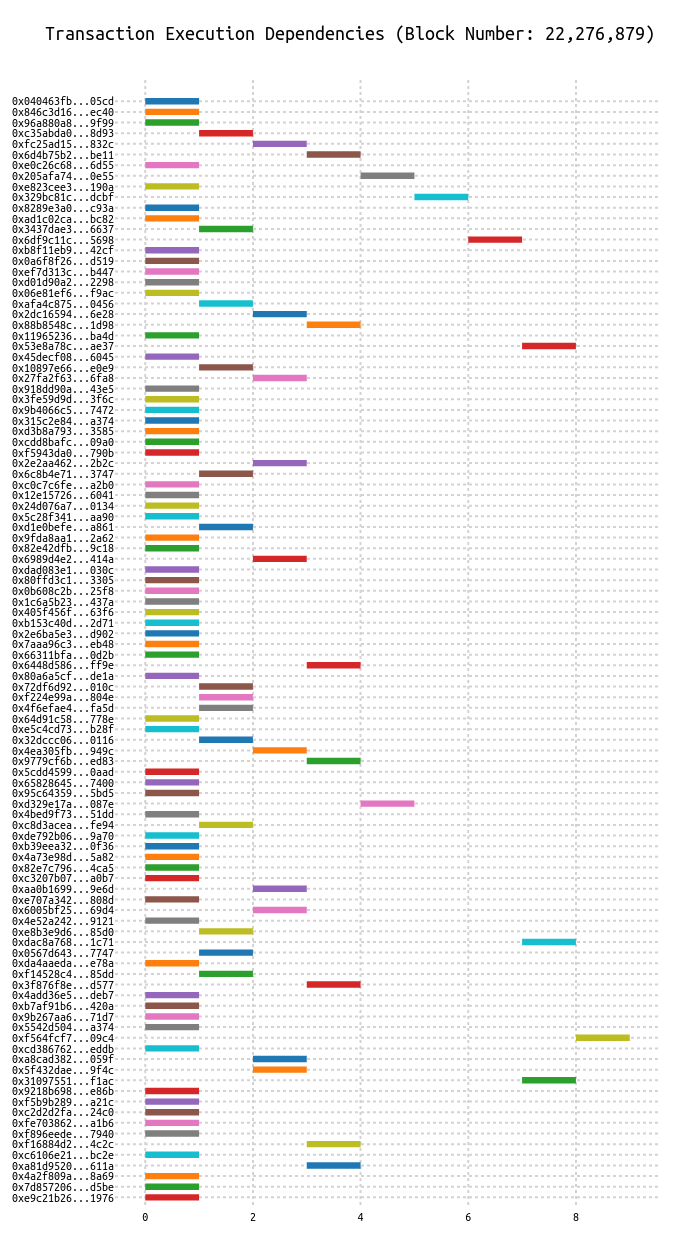 Transaction Execution Dependencies (Block Number: 22,276,879)
0x040463fb...05cd
0x846c3d16...ec40
0x96a880a8...9f99
0xc35abda0...8d93
0xfc25ad15...832c
0x6d4b75b2...be11
0xe0c26c68...6d55
0x205afa74...0e55
0xe823cee3...190a
0x329bc81c...dcbf
0x8289e3a0...c93a
0xad1c02ca...bc82
0x3437dae3...6637
0x6df9c11c...5698
0xb8f11eb9...42cf
0x0a6f8f26...d519
0xef7d313c...b447
0xd01d90a2...2298
0x06e81ef6...f9ac
0xafa4c875...0456
0x2dc16594...6e28
0x88b8548c...1d98
0x11965236...ba4d
0x53e8a78c...ae37
0x45decf08...6045
0x10897e66...e0e9
0x27fa2f63...6fa8
0x918dd90a...43e5
0x3fe59d9d...3f6c
0x9b4066c5...7472
0x315c2e84...a374
0xd3b8a793...3585
0xcdd8bafc...09a0
0xf5943da0...790b
0x2e2aa462...2b2c
0x6c8b4e71...3747
0xc0c7c6fe...a2b0
0x12e15726...6041
0x24d076a7...0134
0x5c28f341...aa90
0xd1e0befe...a861
0x9fda8aa1...2a62
0x82e42dfb...9c18
0x6989d4e2...414a
0xdad083e1...030c
0x80ffd3c1...3305
0x0b608c2b...25f8
0x1c6a5b23...437a
0x405f456f...63f6
0xb153c40d...2d71
0x2e6ba5e3...d902
0x7aaa96c3...eb48
0x66311bfa...0d2b
0x6448d586...ff9e
0x80a6a5cf...de1a
0x72df6d92...010c
0xf224e99a...804e
0x4f6efae4...fa5d
0x64d91c58...778e
0xe5c4cd73...b28f
0x32dccc06...0116
0x4ea305fb...949c
0x9779cf6b...ed83
0x5cdd4599...0aad
0x65828645...7400
0x95c64359...5bd5
0xd329e17a...087e
0x4bed9f73...51dd
0xc8d3acea...fe94
0xde792b06...9a70
0xb39eea32...0f36
0x4a73e98d...5a82
0x82e7c796...4ca5
0xc3207b07...a0b7
0xaa0b1699...9e6d
0xe707a342...808d
0x6005bf25...69d4
0x4e52a242...9121
0xe8b3e9d6...85d0
0xdac8a768...1c71
0x0567d643...7747
0xda4aaeda...e78a
0xf14528c4...85dd
0x3f876f8e...d577
0x4add36e5...deb7
0xb7af91b6...420a
0x9b267aa6...71d7
0x5542d504...a374
0xf564fcf7...09c4
0xcd386762...eddb
0xa8cad382...059f
0x5f432dae...9f4c
0x31097551...f1ac
0x9218b698...e86b
0xf5b9b289...a21c
0xc2d2d2fa...24c0
0xfe703862...a1b6
0xf896eede...7940
0xf16884d2...4c2c
0xc6106e21...bc2e
0xa81d9520...611a
0x4a2f809a...8a69
0x7d857206...d5be
0xe9c21b26...1976
0 2 4 6 8